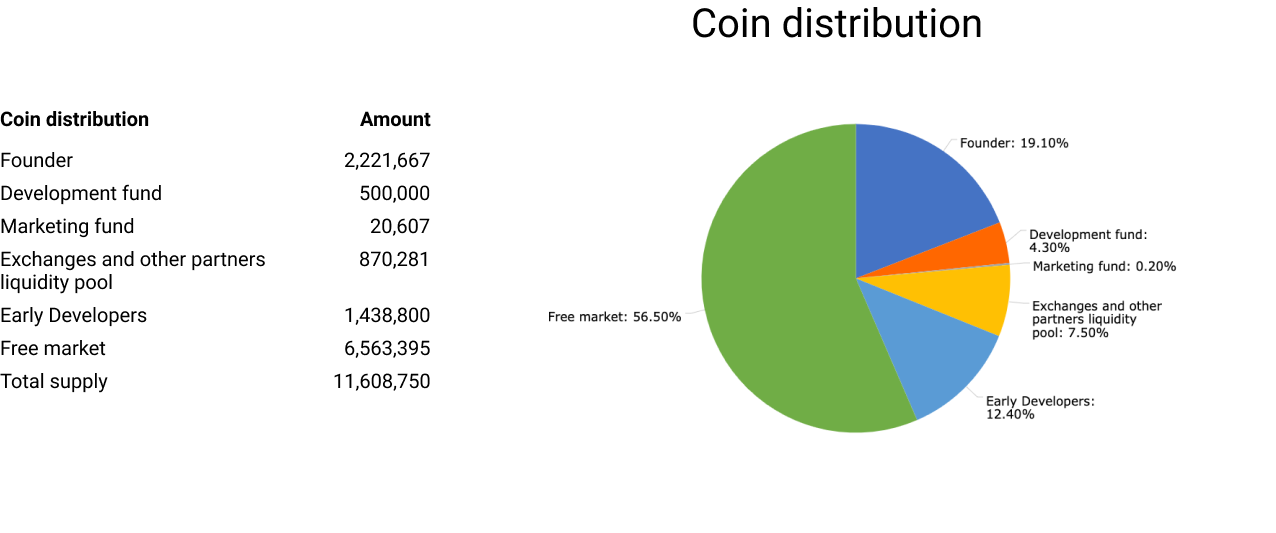 Coin distribution
Coin distribution Amount
Founder 2,221,667
Development fund 500,000
Marketing fund 20,607
Exchanges and other partners 870,281
liquidity pool
Early Developers 1,438,800
Free market 6,563,395
Total supply 11,608,750
Founder: 19.10%
Development fund:
4.30%
Marketing fund: 0.20%
Exchanges and other
partners liquidity
pool: 7.50%
Free market: 56.50%
Early Developers:
12.40%